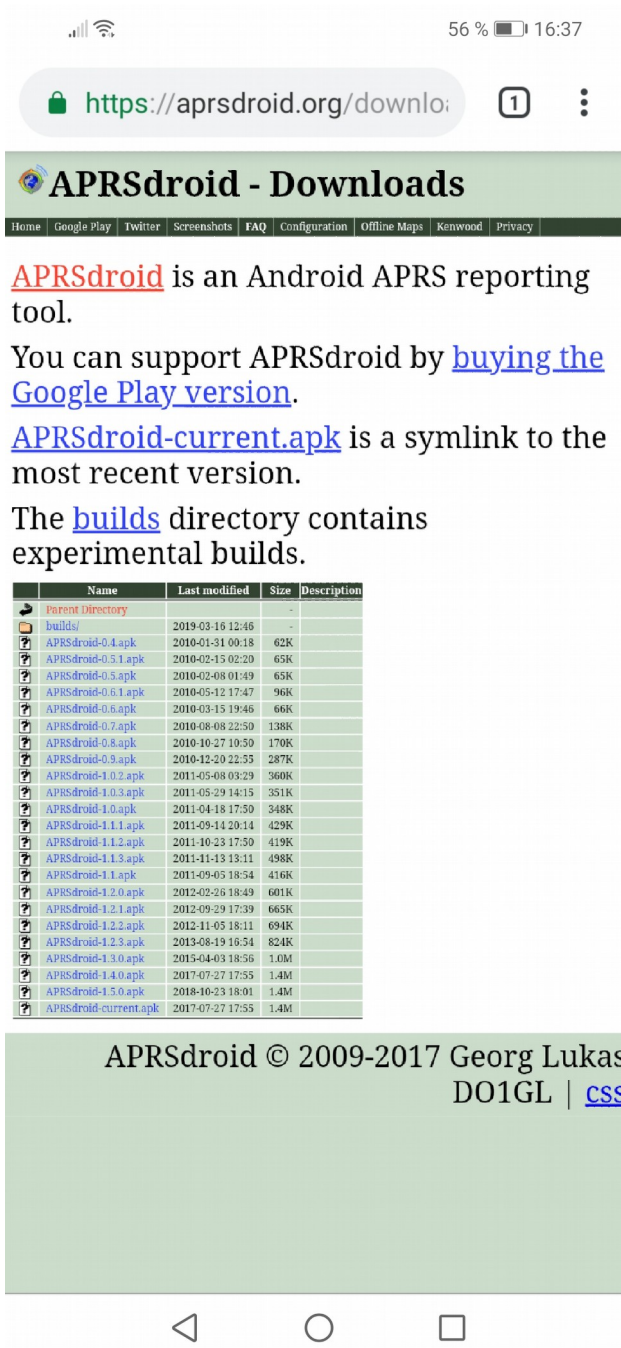 56 % 16:37
https://aprsdroid.org/downlo
1
APRSdroid - Downloads
Home Google Play Twitter Screenshots FAQ Configuration Offline Maps Kenwood Privacy
APRSdroid is an Android APRS reporting
tool.
You can support APRSdroid by buying the
Google Play version.
APRSdroid-current.apk is a symlink to the
most recent version.
The builds directory contains
experimental builds.
Name Last modified Size Description
Parent Directory -
builds/ 2019-03-16 12:46 -
APRSdroid-0.4.apk 2010-01-31 00:18 62K
APRSdroid-0.5.1.apk 2010-02-15 02:20 65K
APRSdroid-0.5.apk 2010-02-08 01:49 65K
APRSdroid-0.6.1.apk 2010-05-12 17:47 96K
APRSdroid-0.6.apk 2010-03-15 19:46 66K
APRSdroid-0.7.apk 2010-08-08 22:50 138K
APRSdroid-0.8.apk 2010-10-27 10:50 170K
APRSdroid-0.9.apk 2010-12-20 22:55 287K
APRSdroid-1.0.2.apk 2011-05-08 03:29 360K
APRSdroid-1.0.3.apk 2011-05-29 14:15 351K
APRSdroid-1.0.apk 2011-04-18 17:50 348K
APRSdroid-1.1.1.apk 2011-09-14 20:14 429K
APRSdroid-1.1.2.apk 2011-10-23 17:50 419K
APRSdroid-1.1.3.apk 2011-11-13 13:11 498K
APRSdroid-1.1.apk 2011-09-05 18:54 416K
APRSdroid-1.2.0.apk 2012-02-26 18:49 601K
APRSdroid-1.2.1.apk 2012-09-29 17:39 665K
APRSdroid-1.2.2.apk 2012-11-05 18:11 694K
APRSdroid-1.2.3.apk 2013-08-19 16:54 824K
APRSdroid-1.3.0.apk 2015-04-03 18:56 1.0M
APRSdroid-1.4.0.apk 2017-07-27 17:55 1.4M
APRSdroid-1.5.0.apk 2018-10-23 18:01 1.4M
APRSdroid-current.apk 2017-07-27 17:55 1.4M
APRSdroid © 2009-2017 Georg Lukas
DO1GL | css